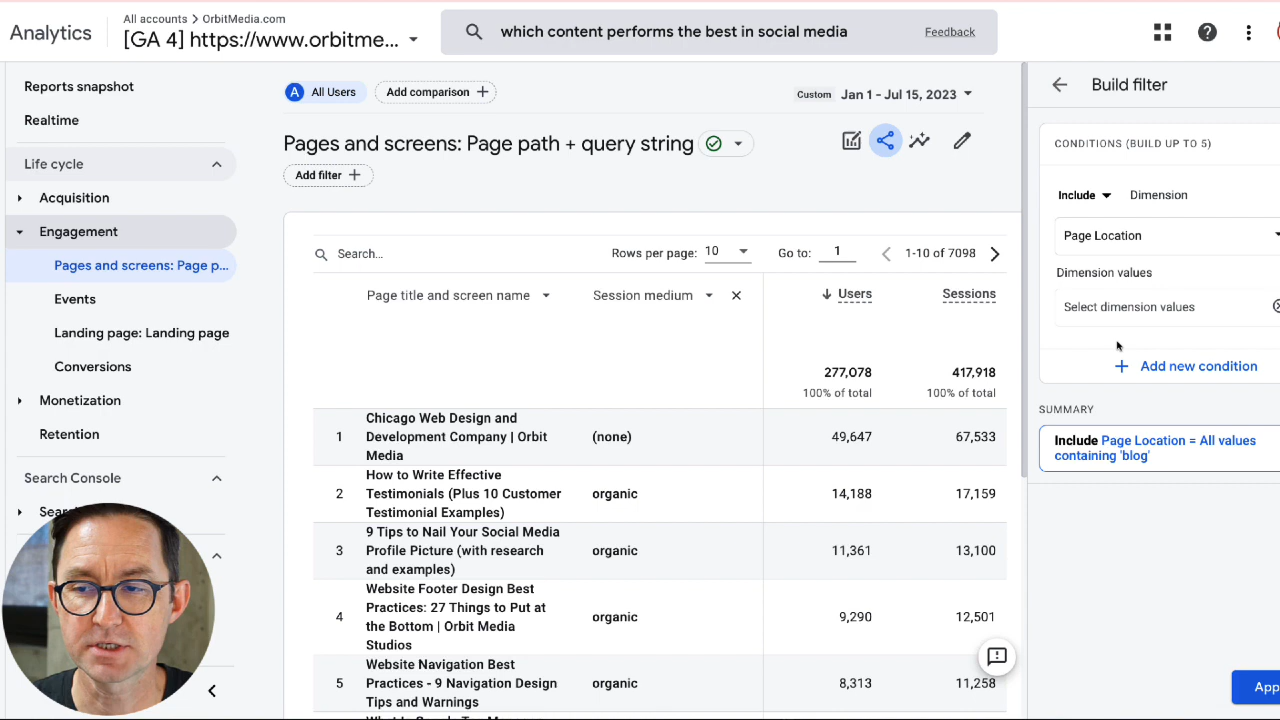 Analytics
All accounts > OrbitMedia.com
[GA 4] https://www.orbitme...
which content performs the best in social media
Feedback
Reports snapshot
Realtime
Life cycle
Acquisition
Engagement
Pages and screens: Page p...
Events
Landing page: Landing page
Conversions
Monetization
Retention
Search Console
A All Users
Add comparison +
Custom Jan 1 - Jul 15, 2023
Pages and screens: Page path + query string
Add filter +
Search...
Rows per page: 10
Go to: 1
1-10 of 7098
Page title and screen name
Session medium
Users
Sessions
277,078
417,918
100% of total
100% of total
1
Chicago Web Design and
Development Company | Orbit
Media
(none)
49,647
67,533
2
How to Write Effective
Testimonials (Plus 10 Customer
Testimonial Examples)
organic
14,188
17,159
3
9 Tips to Nail Your Social Media
Profile Picture (with research
and examples)
organic
11,361
13,100
4
Website Footer Design Best
Practices: 27 Things to Put at
the Bottom | Orbit Media
Studios
organic
9,290
12,501
5
Website Navigation Best
Practices - 9 Navigation Design
Tips and Warnings
organic
8,313
11,258
Build filter
CONDITIONS (BUILD UP TO 5)
Include
Dimension
Page Location
Dimension values
Select dimension values
+ Add new condition
SUMMARY
Include Page Location = All values
containing 'blog'
App